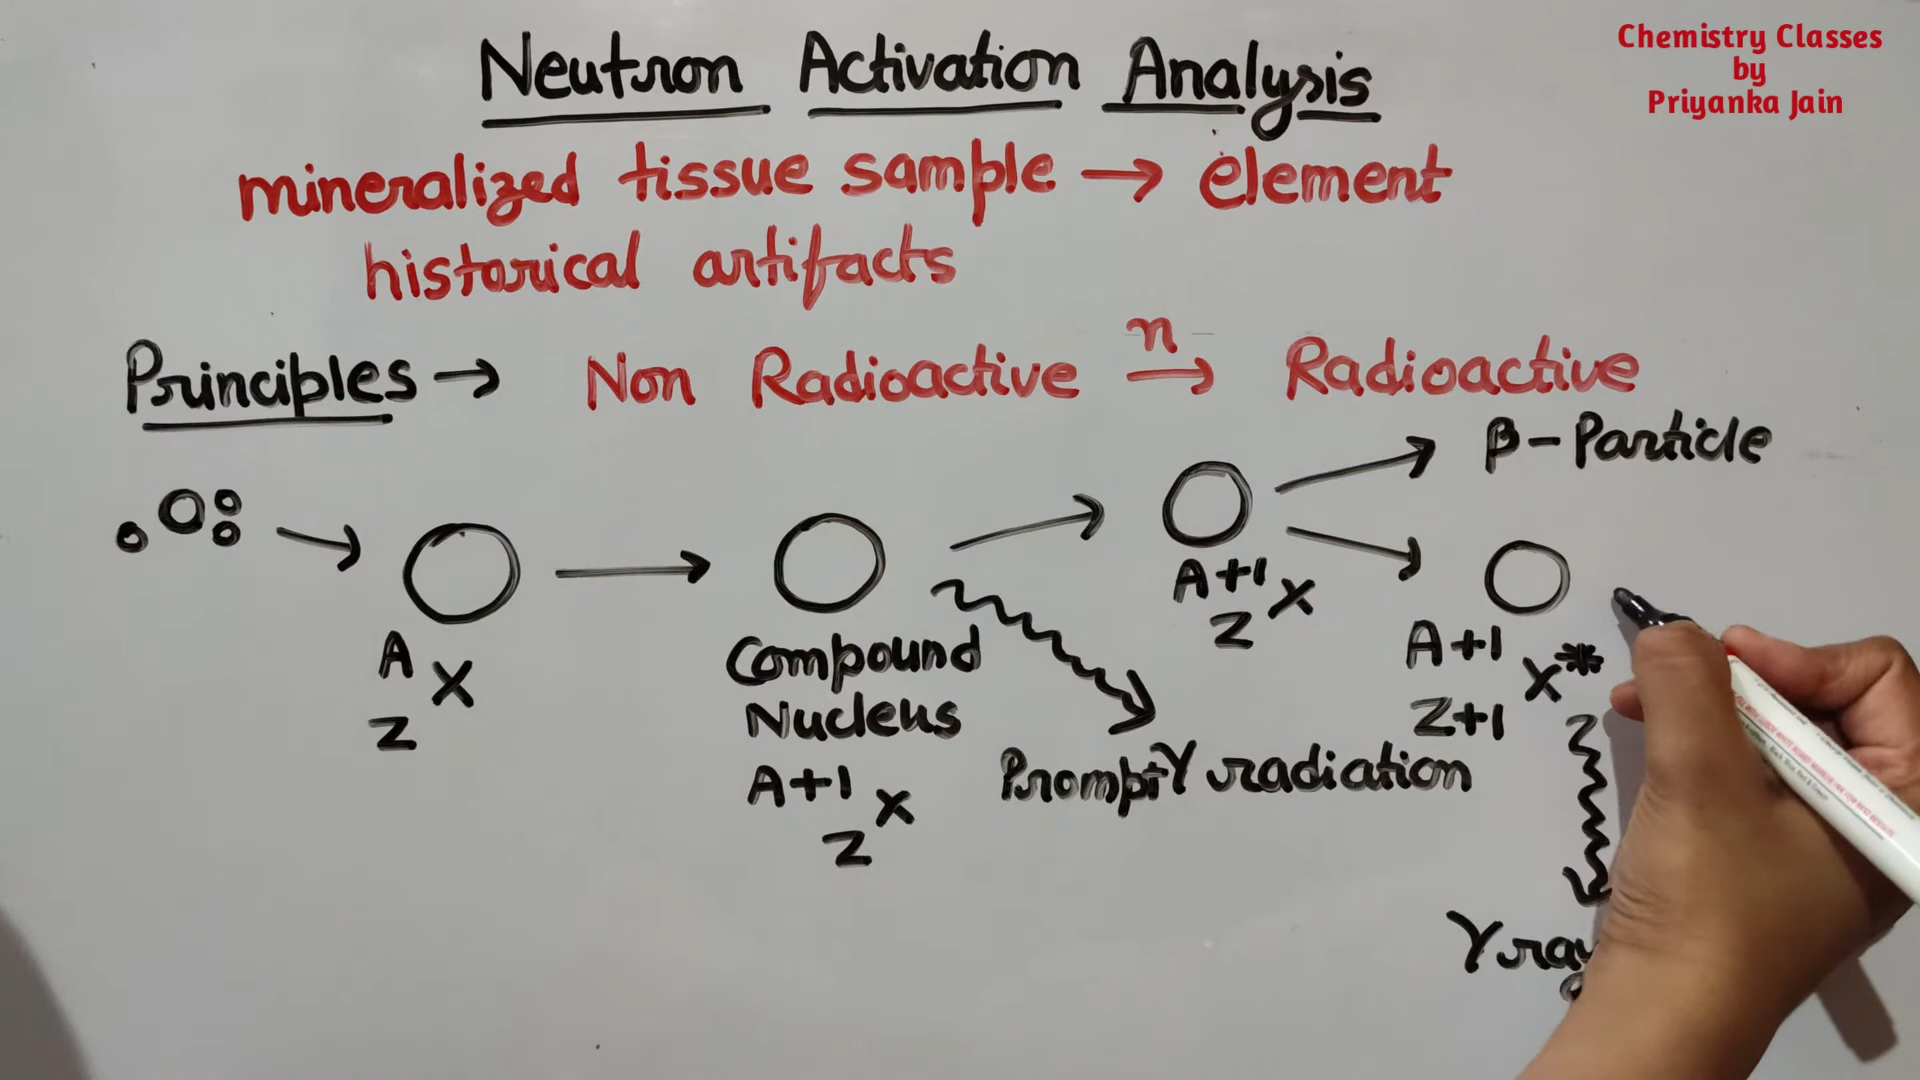 Neutron Activation Analysis
Chemistry Classes
by
Priyanka Jain
mineralized tissue sample → element
historical artifacts
Principles → Non Radioactive n → Radioactive
β-Particle
A X
Z
Compound
Nucleus
A+1 X
Z
Prompt γ radiation
A+1 X
Z
A+1 X*
Z+1
γ ray